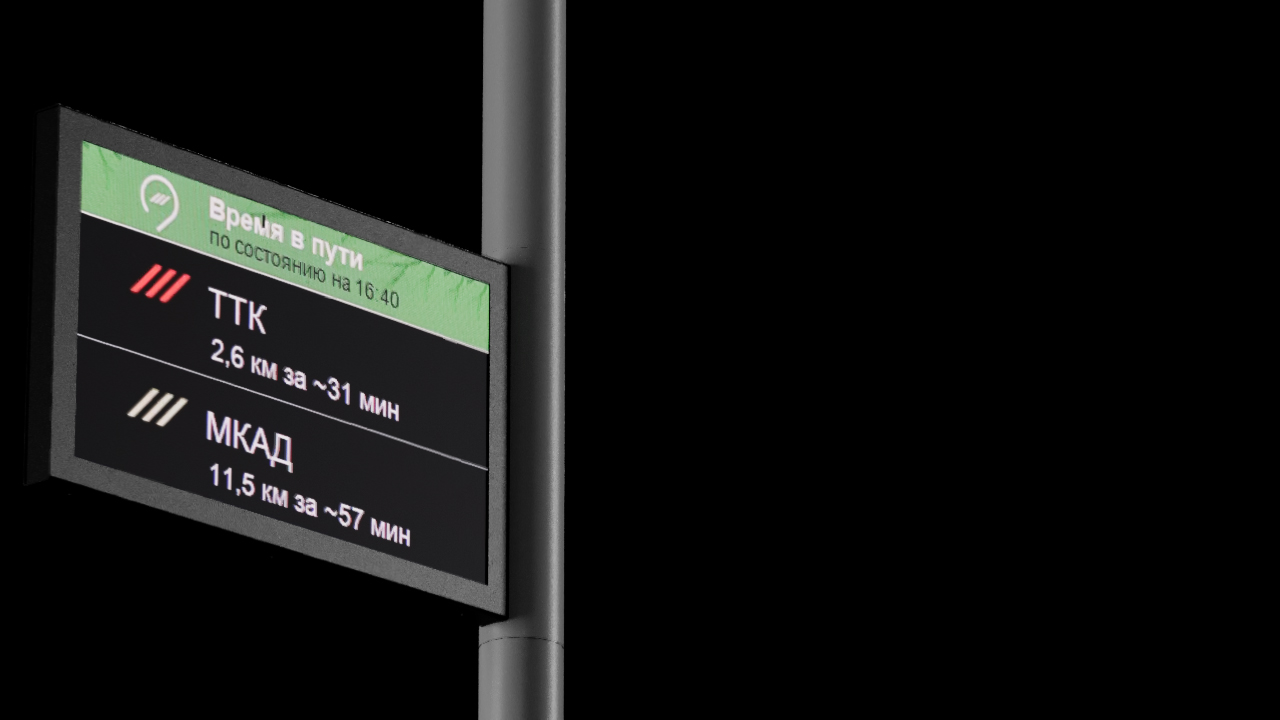 Время в пути
по состоянию на 16:40
ТТК
2,6 км за ~31 мин
МКАД
11,5 км за ~57 мин